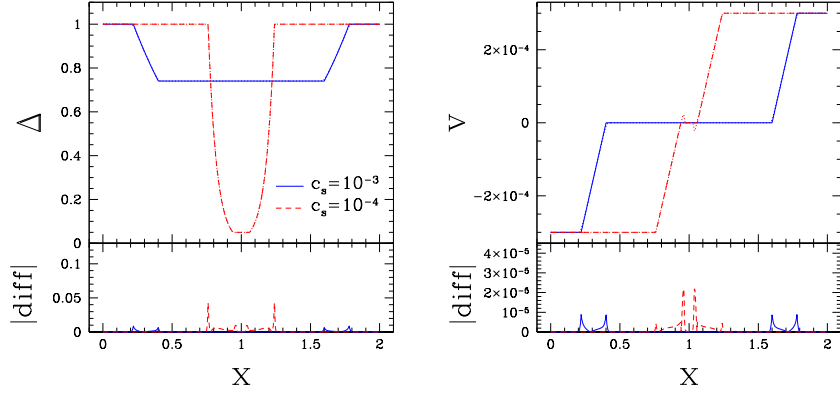 1
0.8
Δ
0.6
0.4
0.2
0
c_s=10^-3
c_s=10^-4
0.1
|diff|
0.05
0
0 0.5 1 1.5 2
X
2×10^-4
v
0
-2×10^-4
4×10^-5
3×10^-5
|diff|
2×10^-5
10^-5
0
0 0.5 1 1.5 2
X